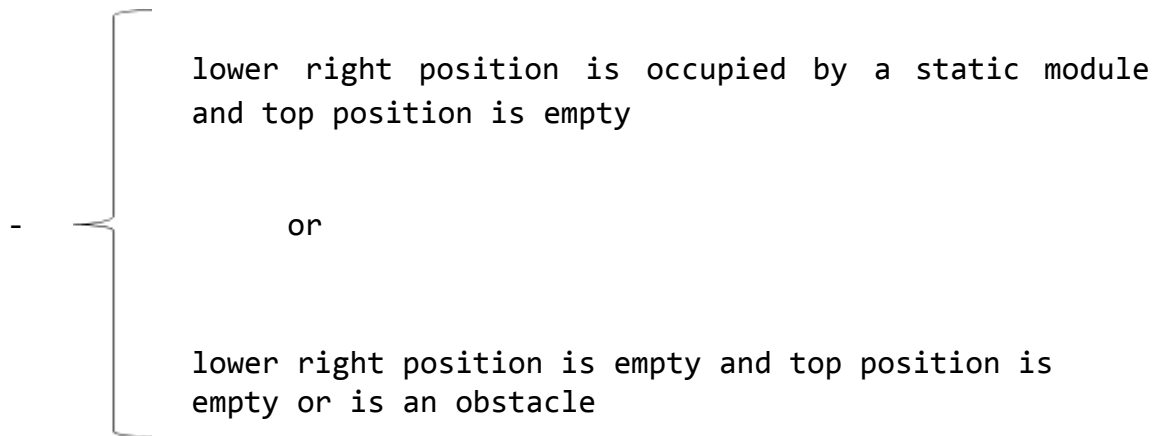 lower right position is occupied by a static module
and top position is empty
- or
lower right position is empty and top position is
empty or is an obstacle